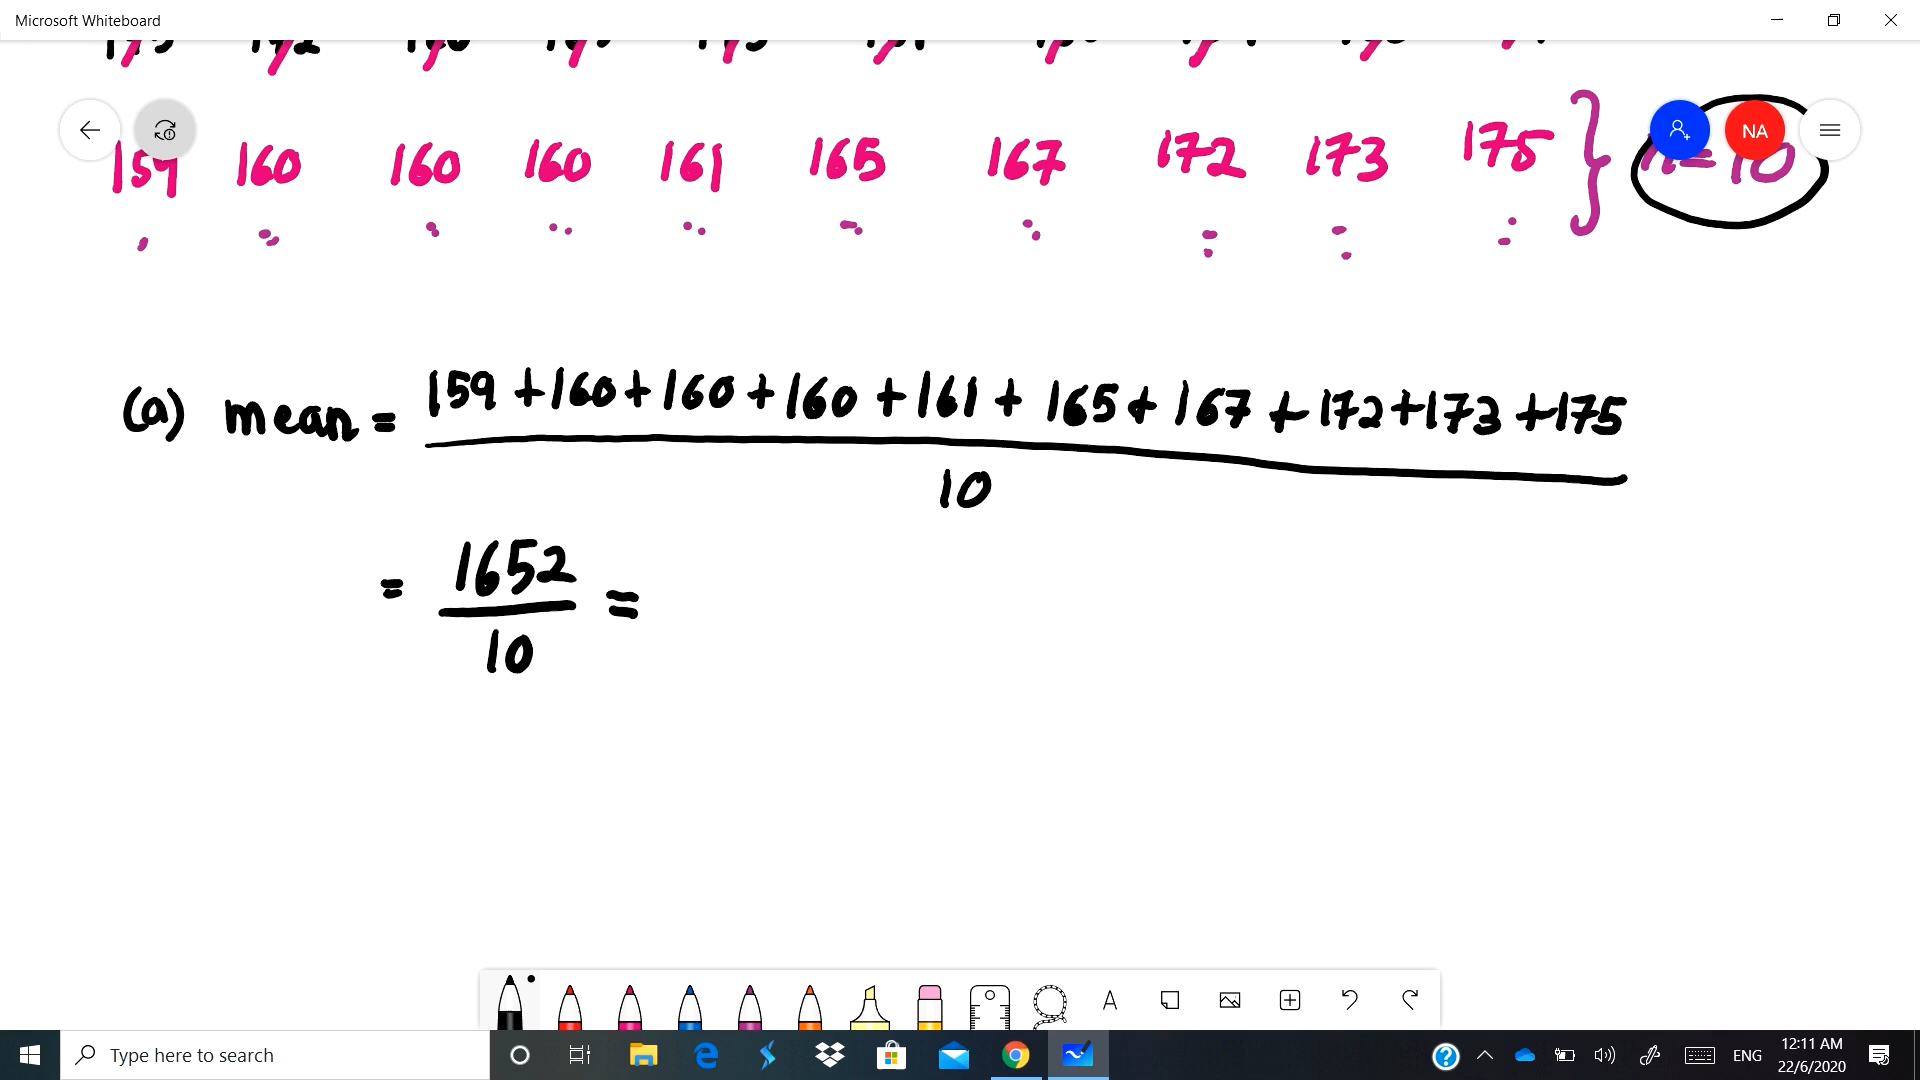 Microsoft Whiteboard
159 160 160 160 161 165 167 172 173 175 } n=10
NA
(a) mean = 159 +160+160+160+161+ 165+ 167+172+173+175
10
= 1652 =
10
A
Type here to search
ENG
12:11 AM
22/6/2020